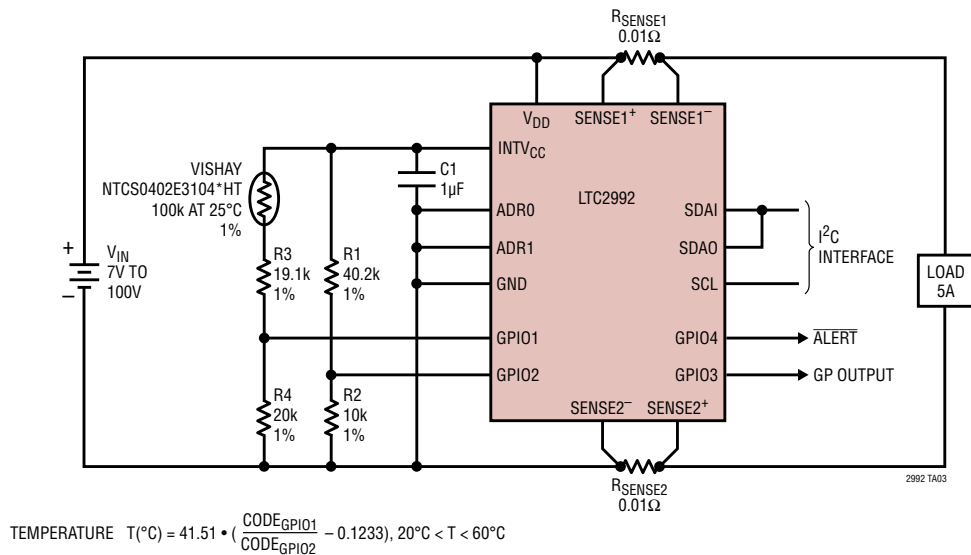 RSENSE1
0.01Ω
VDD
SENSE1+
SENSE1–
INTVCC
VISHAY
NTCS0402E3104*HT
100k AT 25°C
1%
C1
1µF
LTC2992
ADR0
SDAI
ADR1
SDAO
I2C
INTERFACE
+
VIN
7V TO
100V
–
R3
19.1k
1%
R1
40.2k
1%
GND
SCL
LOAD
5A
GPIO1
GPIO4
ALERT
GPIO2
GPIO3
GP OUTPUT
R4
20k
1%
R2
10k
1%
SENSE2–
SENSE2+
RSENSE2
0.01Ω
2992 TA03
TEMPERATURE T(°C) = 41.51 • ( CODEGPIO1 / CODEGPIO2 – 0.1233), 20°C < T < 60°C